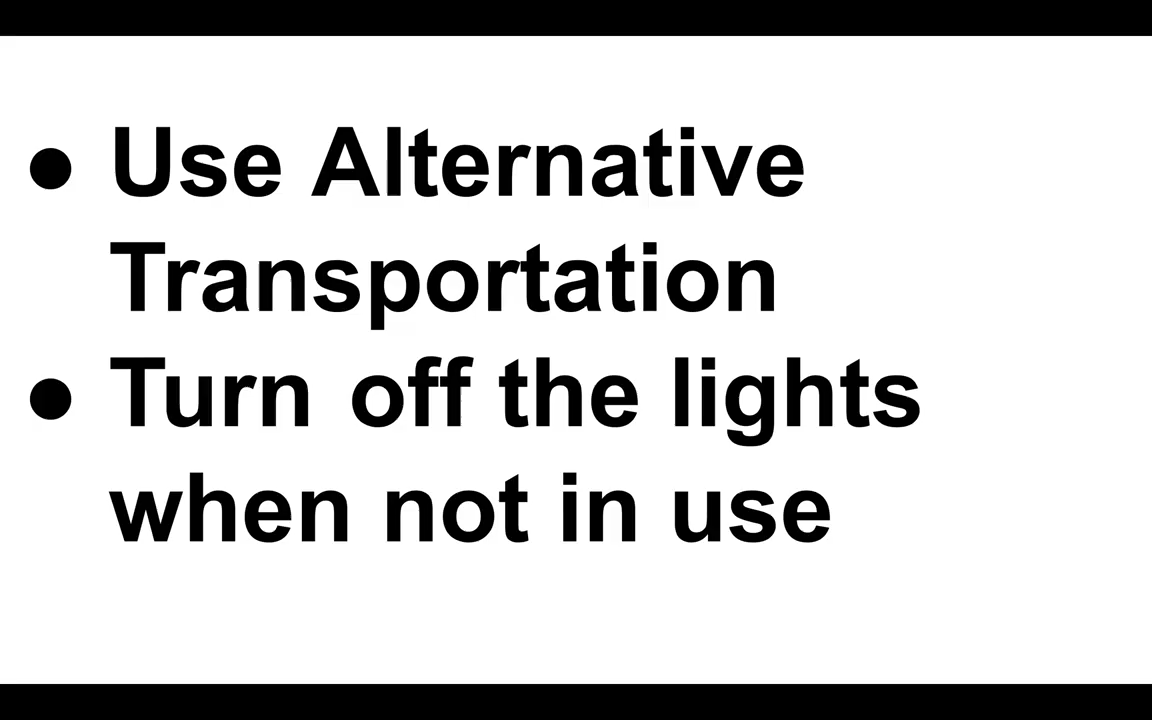 ● Use Alternative
Transportation
● Turn off the lights
when not in use